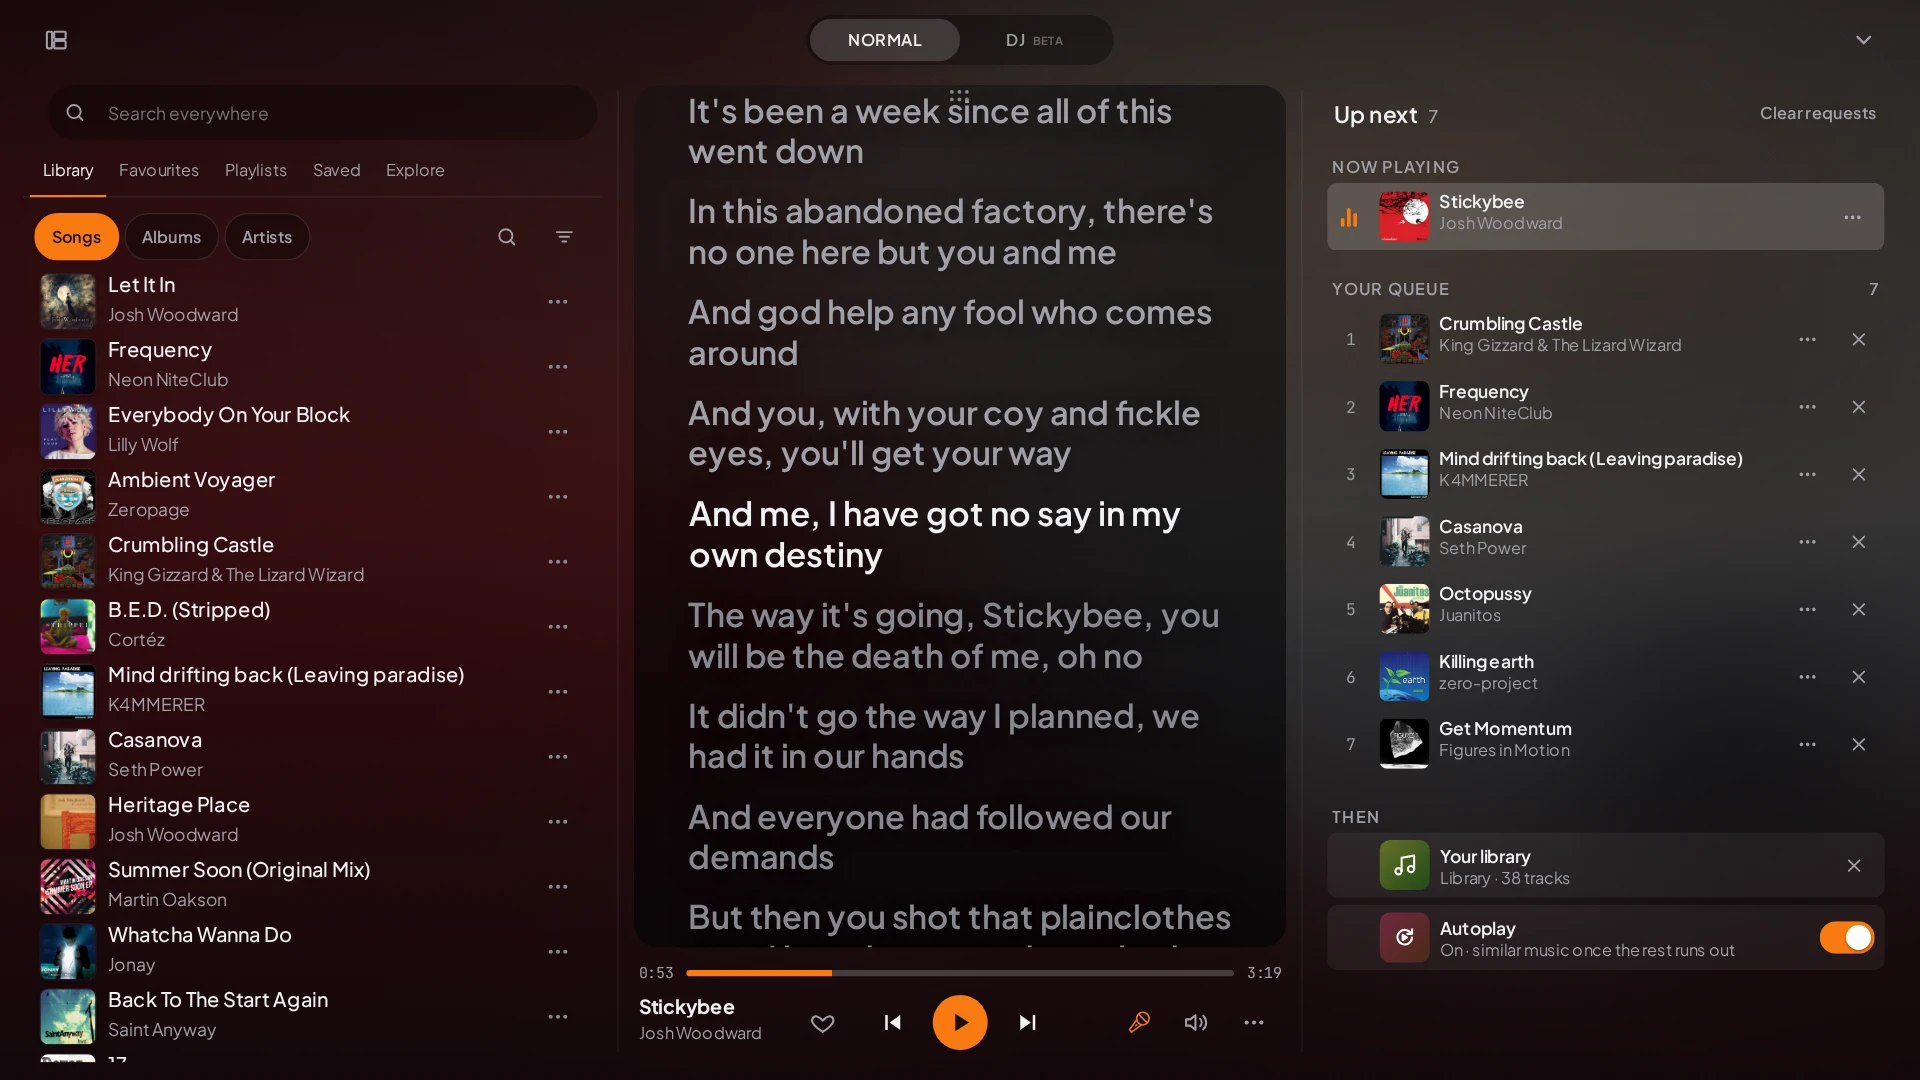 NORMAL
DJ BETA
Search everywhere
Library
Favourites
Playlists
Saved
Explore
Songs
Albums
Artists
Let It In
Josh Woodward
Frequency
Neon NiteClub
Everybody On Your Block
Lilly Wolf
Ambient Voyager
Zeropage
Crumbling Castle
King Gizzard & The Lizard Wizard
B.E.D. (Stripped)
Cortéz
Mind drifting back (Leaving paradise)
K4MMERER
Casanova
Seth Power
Heritage Place
Josh Woodward
Summer Soon (Original Mix)
Martin Oakson
Whatcha Wanna Do
Jonay
Back To The Start Again
Saint Anyway
It's been a week since all of this
went down
In this abandoned factory, there's
no one here but you and me
And god help any fool who comes
around
And you, with your coy and fickle
eyes, you'll get your way
And me, I have got no say in my
own destiny
The way it's going, Stickybee, you
will be the death of me, oh no
It didn't go the way I planned, we
had it in our hands
And everyone had followed our
demands
But then you shot that plainclothes
0:53
3:19
Stickybee
Josh Woodward
Up next 7
Clear requests
NOW PLAYING
Stickybee
Josh Woodward
YOUR QUEUE
7
1
Crumbling Castle
King Gizzard & The Lizard Wizard
2
Frequency
Neon NiteClub
3
Mind drifting back (Leaving paradise)
K4MMERER
4
Casanova
Seth Power
5
Octopussy
Juanitos
6
Killing earth
zero-project
7
Get Momentum
Figures in Motion
THEN
Your library
Library · 38 tracks
Autoplay
On · similar music once the rest runs out